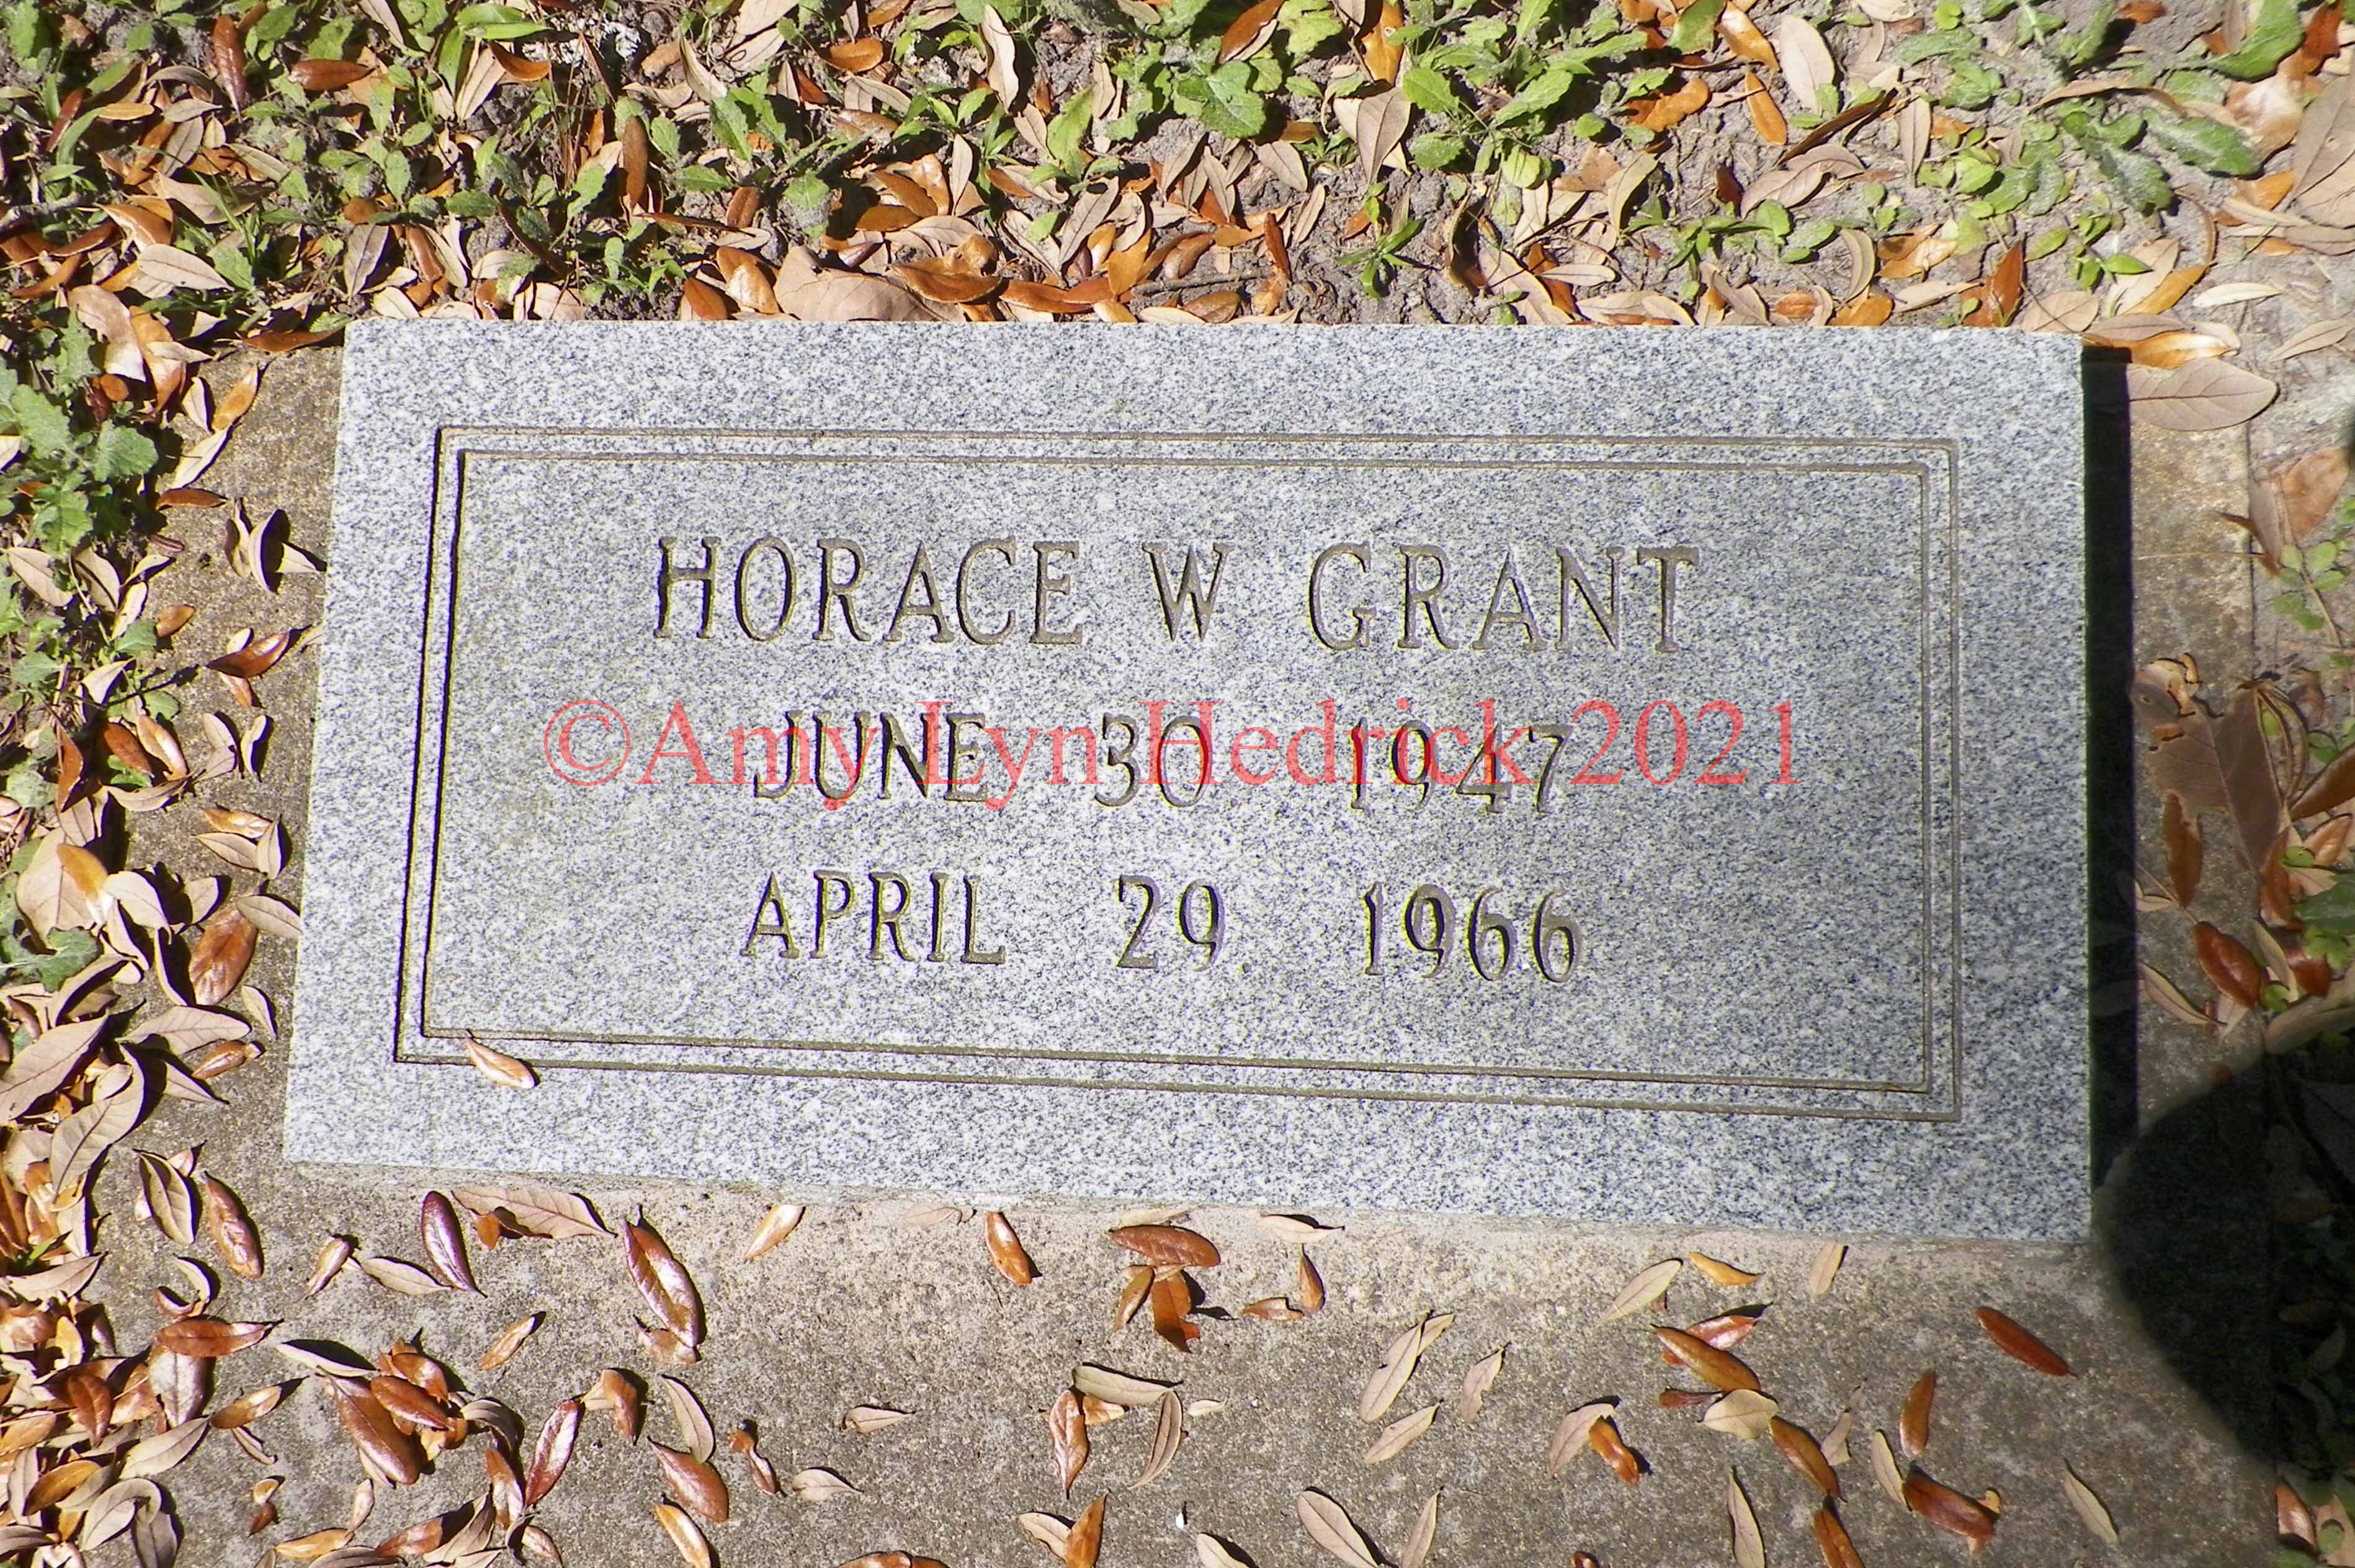 HORACE W GRANT
©Amy Lyn Hedrick 2021
JUNE 30 1947
APRIL 29 1966